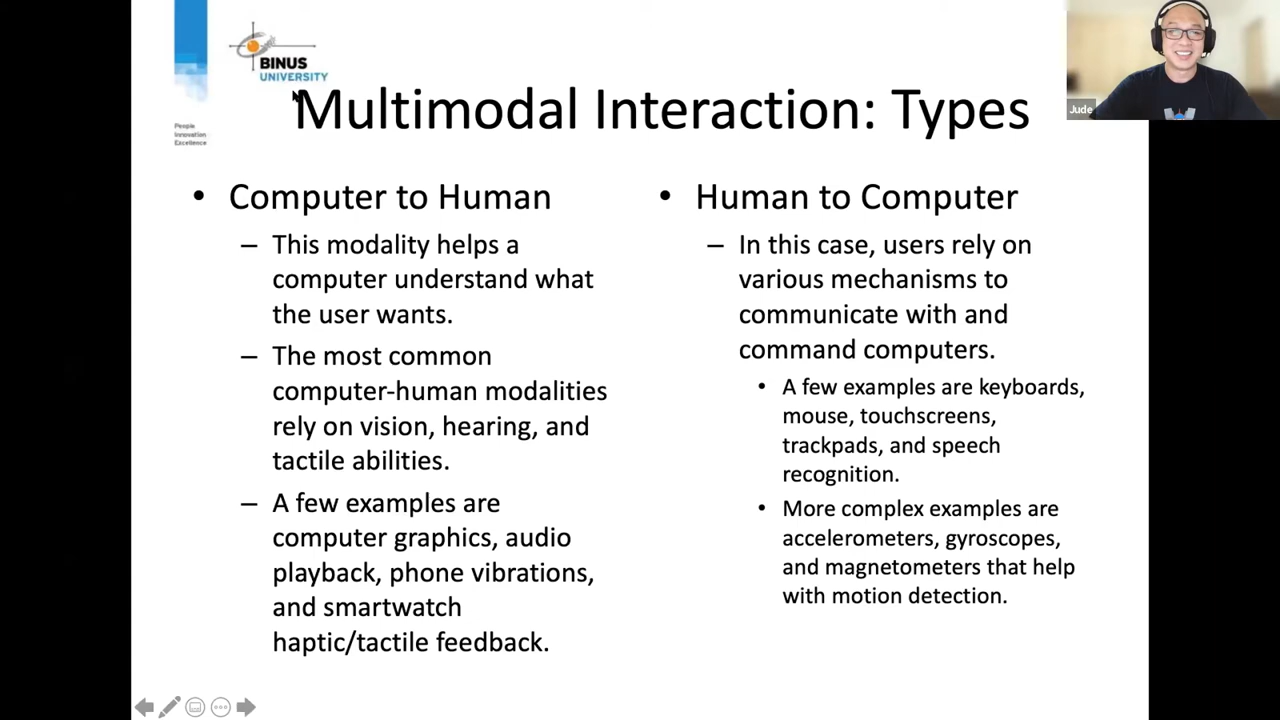 BINUS
UNIVERSITY
People
Innovation
Excellence
Jude
Multimodal Interaction: Types
• Computer to Human
– This modality helps a
computer understand what
the user wants.
– The most common
computer-human modalities
rely on vision, hearing, and
tactile abilities.
– A few examples are
computer graphics, audio
playback, phone vibrations,
and smartwatch
haptic/tactile feedback.
• Human to Computer
– In this case, users rely on
various mechanisms to
communicate with and
command computers.
• A few examples are keyboards,
mouse, touchscreens,
trackpads, and speech
recognition.
• More complex examples are
accelerometers, gyroscopes,
and magnetometers that help
with motion detection.